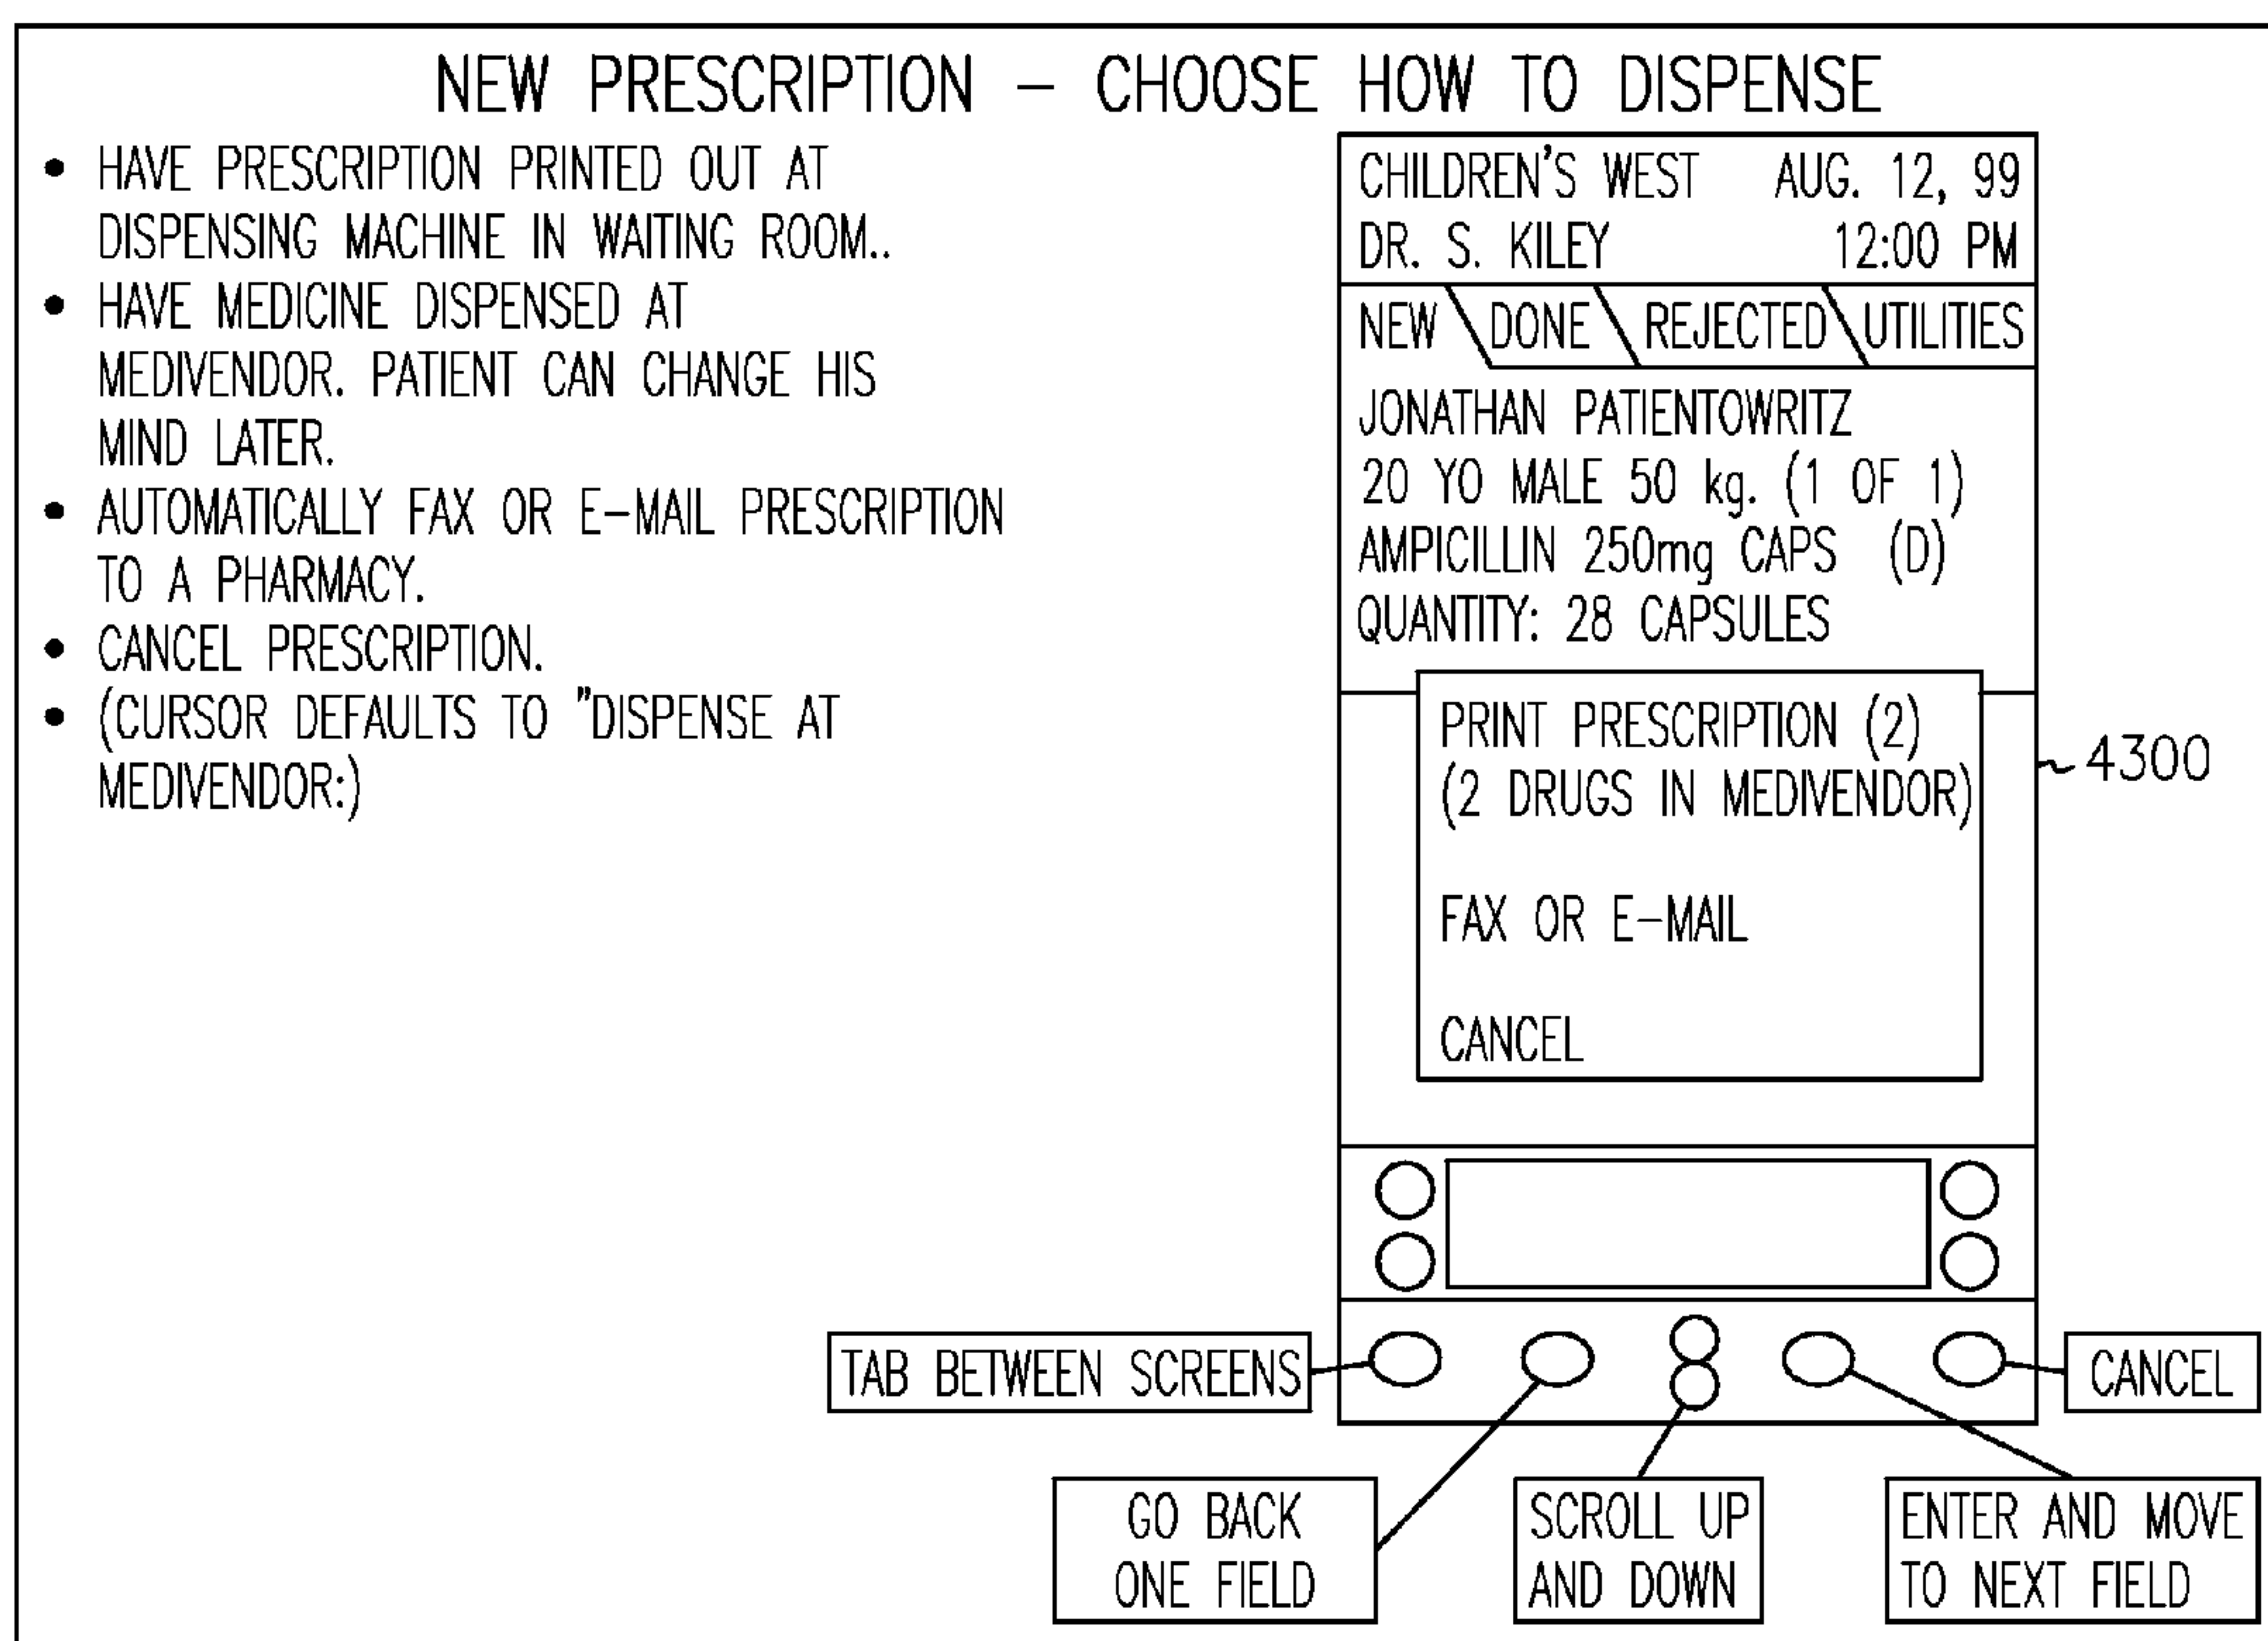 NEW PRESCRIPTION – CHOOSE HOW TO DISPENSE
• HAVE PRESCRIPTION PRINTED OUT AT
DISPENSING MACHINE IN WAITING ROOM..
• HAVE MEDICINE DISPENSED AT
MEDIVENDOR. PATIENT CAN CHANGE HIS
MIND LATER.
• AUTOMATICALLY FAX OR E-MAIL PRESCRIPTION
TO A PHARMACY.
• CANCEL PRESCRIPTION.
• (CURSOR DEFAULTS TO "DISPENSE AT
MEDIVENDOR:)
CHILDREN'S WEST AUG. 12, 99
DR. S. KILEY 12:00 PM
NEW DONE REJECTED UTILITIES
JONATHAN PATIENTOWRITZ
20 YO MALE 50 kg. (1 OF 1)
AMPICILLIN 250mg CAPS (D)
QUANTITY: 28 CAPSULES
PRINT PRESCRIPTION (2)
(2 DRUGS IN MEDIVENDOR)
FAX OR E-MAIL
CANCEL
4300
TAB BETWEEN SCREENS
CANCEL
GO BACK
ONE FIELD
SCROLL UP
AND DOWN
ENTER AND MOVE
TO NEXT FIELD